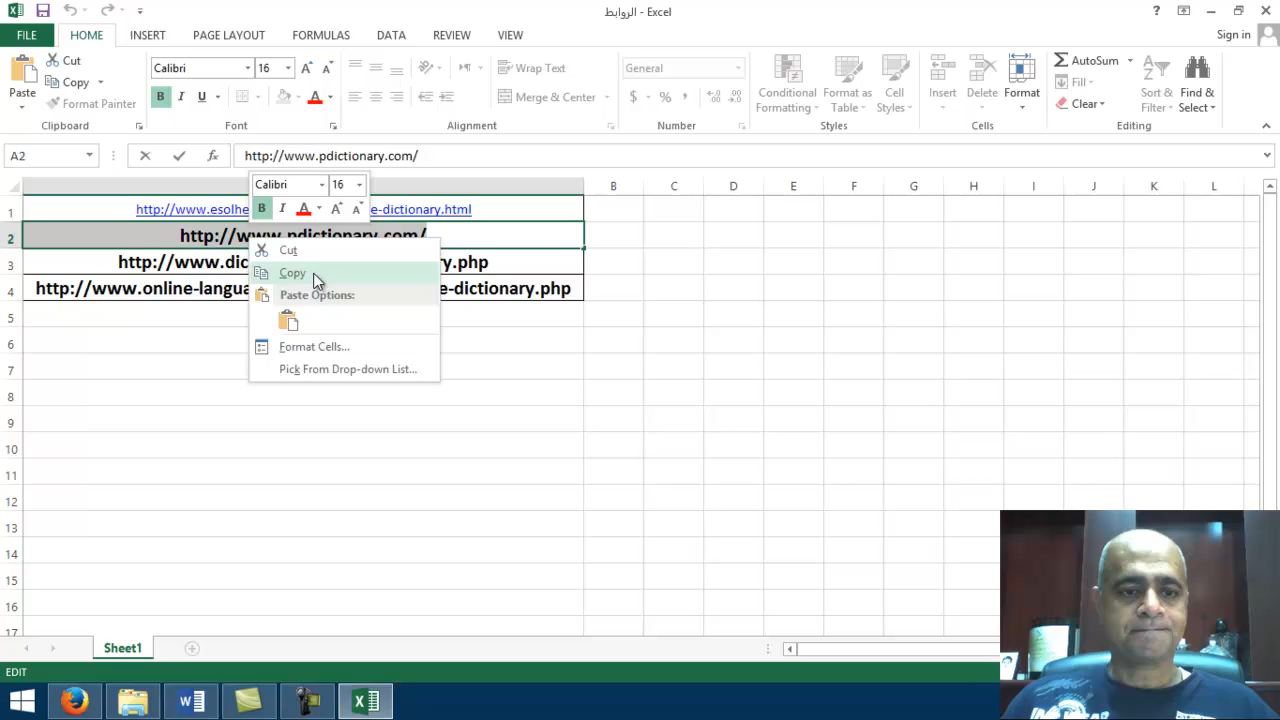 الروابط - Excel
? 
FILE HOME INSERT PAGE LAYOUT FORMULAS DATA REVIEW VIEW Sign in
Cut
Copy
Format Painter
Paste
Calibri 16 A A
B I U A
Wrap Text
Merge & Center
General
$ % ,
Conditional Formatting
Format as Table
Cell Styles
Insert Delete Format
AutoSum
Fill
Clear
Sort & Filter
Find & Select
Clipboard Font Alignment Number Styles Cells Editing
A2 fx http://www.pdictionary.com/
Calibri 16
B I A A A
B C D E F G H I J K L
1 http://www.esolhe e-dictionary.html
2 http://www.pdictionary.com/
3 http://www.dic ry.php
4 http://www.online-langua e-dictionary.php
Cut
Copy
Paste Options:
Format Cells...
Pick From Drop-down List...
5
6
7
8
9
10
11
12
13
14
15
16
17
Sheet1
EDIT